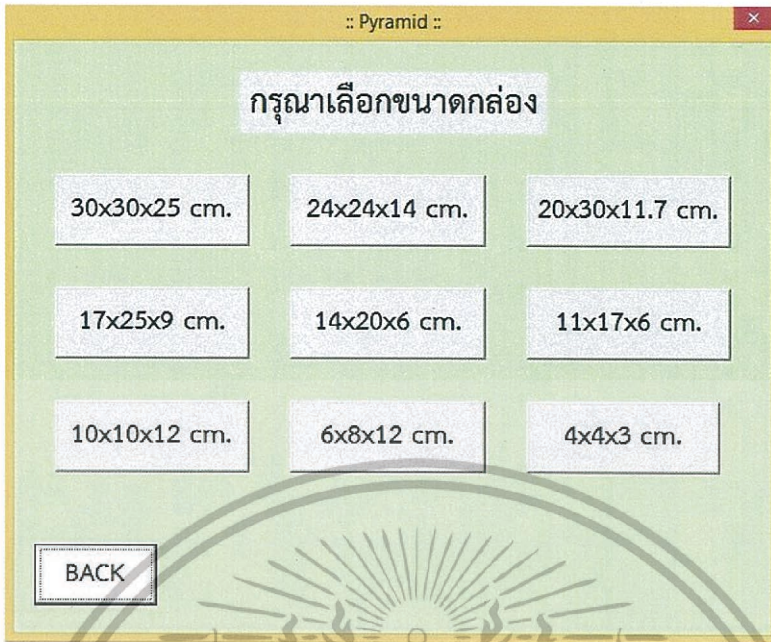 :: Pyramid ::
กรุณาเลือกขนาดกล่อง
30x30x25 cm. 24x24x14 cm. 20x30x11.7 cm.
17x25x9 cm. 14x20x6 cm. 11x17x6 cm.
10x10x12 cm. 6x8x12 cm. 4x4x3 cm.
BACK